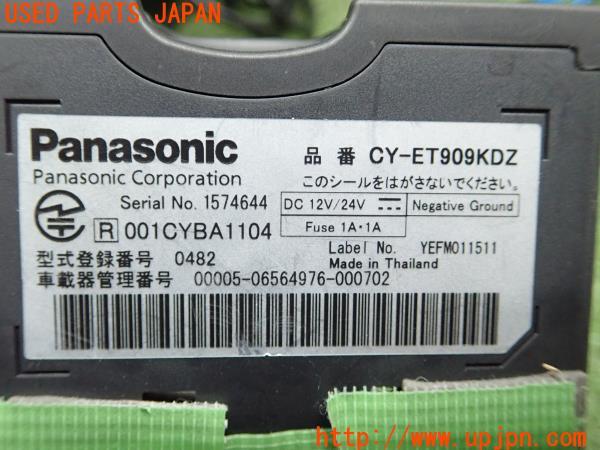 USED PARTS JAPAN
Panasonic
品番 CY-ET909KDZ
Panasonic Corporation
このシールをはがさないでください。
Serial No. 1574644
DC 12V/24V
Negative Ground
R 001CYBA1104
Fuse 1A・1A
Label No. YEFM011511
型式登録番号 0482
Made in Thailand
車載器管理番号 00005-06564976-000702
UPJ
http://www.upjpn.com